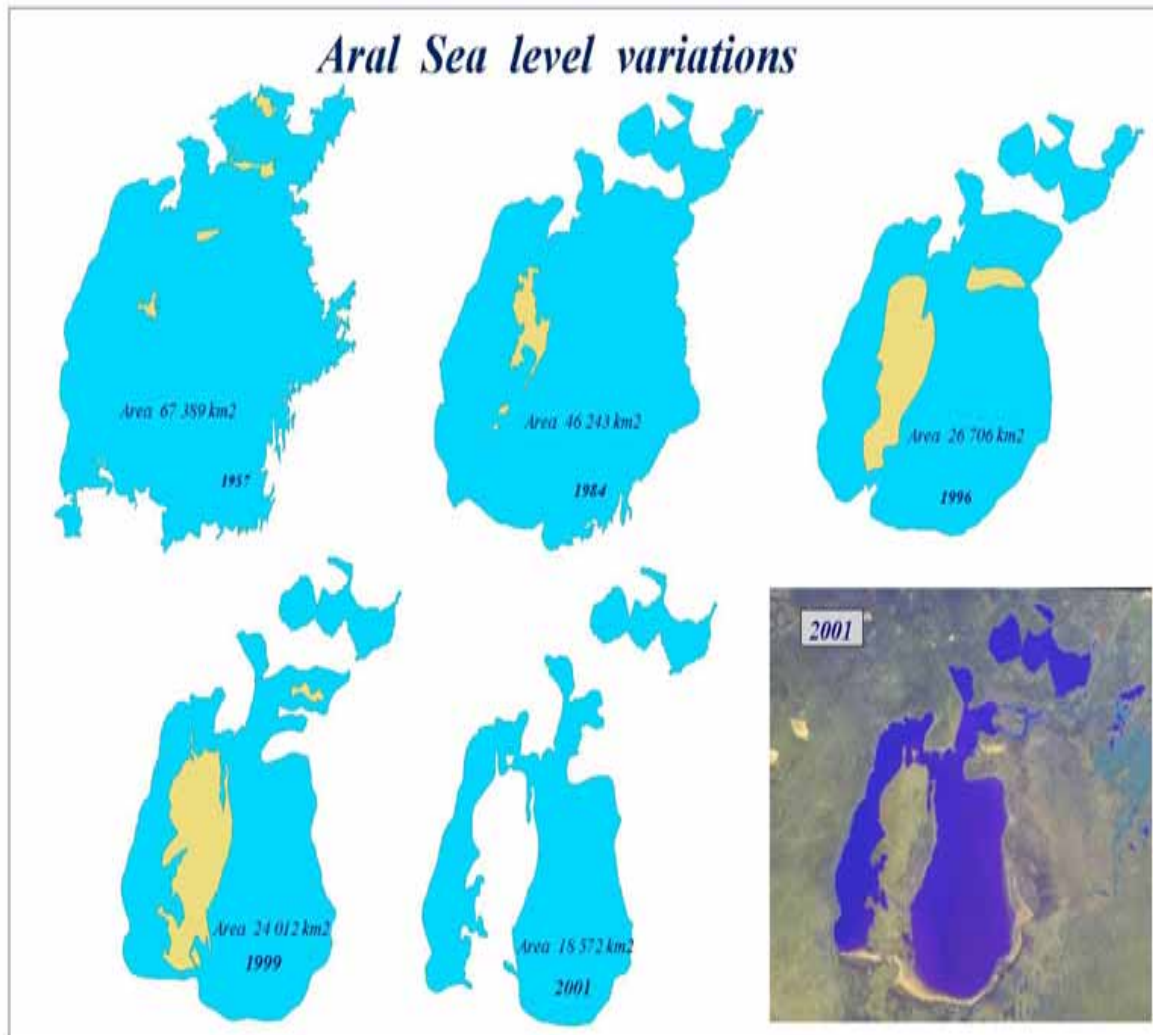 Aral Sea level variations
Area 67 389 km2
1957
Area 46 243 km2
1984
Area 26 706 km2
1996
Area 24 012 km2
1999
Area 18 572 km2
2001
2001